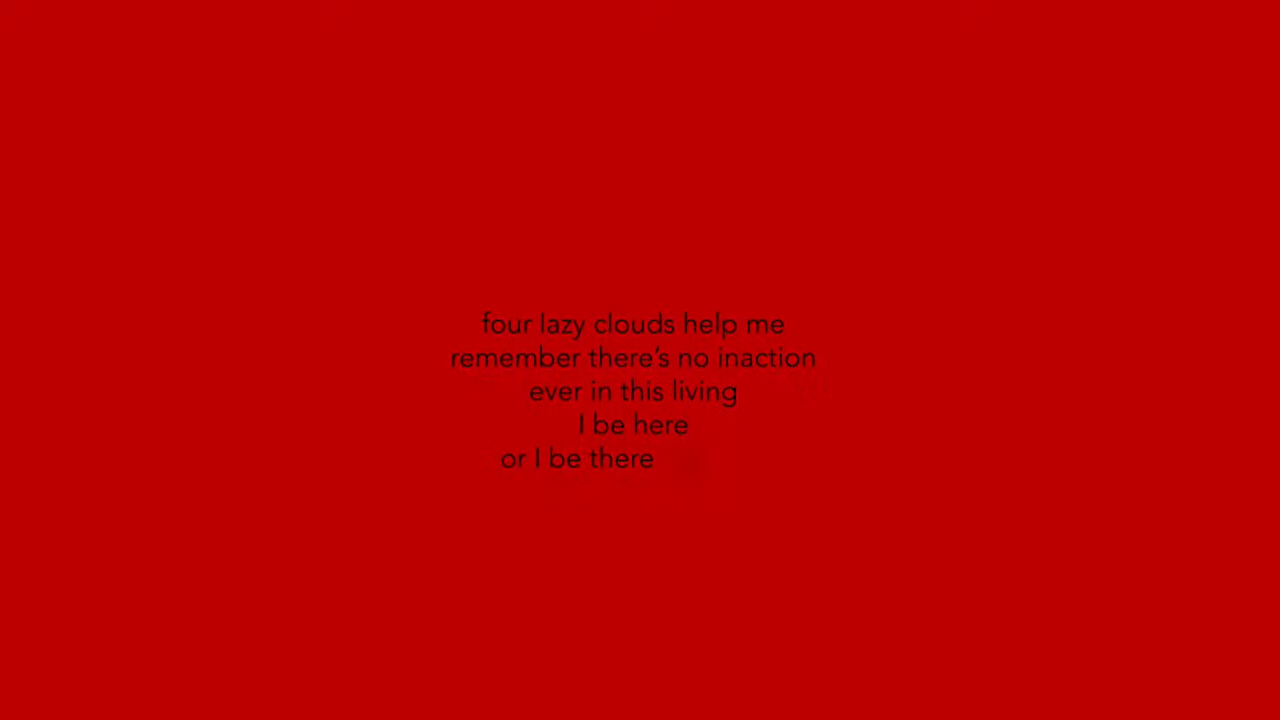 four lazy clouds help me
remember there's no inaction
ever in this living
I be here
or I be there